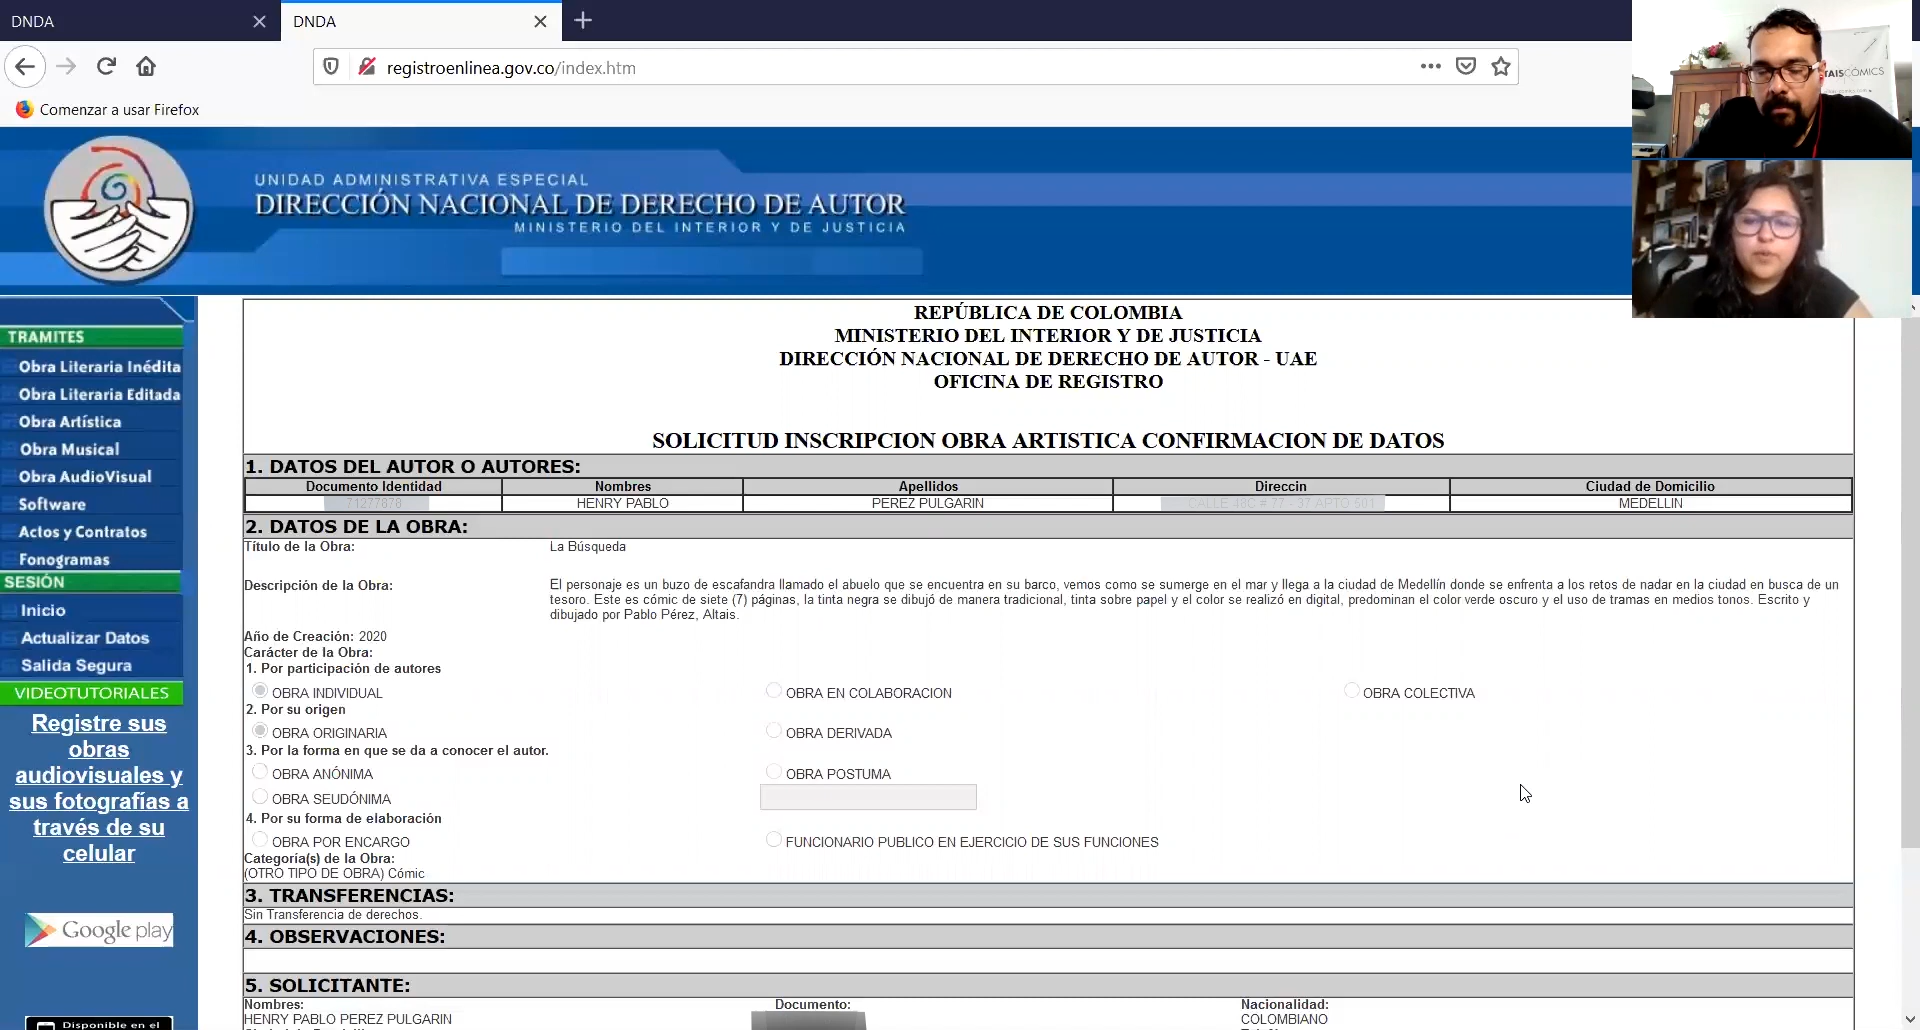 DNDA
DNDA
registroenlinea.gov.co/index.htm
Comenzar a usar Firefox
UNIDAD ADMINISTRATIVA ESPECIAL
DIRECCIÓN NACIONAL DE DERECHO DE AUTOR
MINISTERIO DEL INTERIOR Y DE JUSTICIA
TAISCÓMICS
TRAMITES
Obra Literaria Inédita
Obra Literaria Editada
Obra Artística
Obra Musical
Obra AudioVisual
Software
Actos y Contratos
Fonogramas
SESIÓN
Inicio
Actualizar Datos
Salida Segura
VIDEOTUTORIALES
Registre sus
obras
audiovisuales y
sus fotografías a
través de su
celular
Google play
Disponible en el
REPÚBLICA DE COLOMBIA
MINISTERIO DEL INTERIOR Y DE JUSTICIA
DIRECCIÓN NACIONAL DE DERECHO DE AUTOR - UAE
OFICINA DE REGISTRO
SOLICITUD INSCRIPCION OBRA ARTISTICA CONFIRMACION DE DATOS
1. DATOS DEL AUTOR O AUTORES:
Documento Identidad Nombres Apellidos Direccin Ciudad de Domicilio
HENRY PABLO PEREZ PULGARIN MEDELLIN
2. DATOS DE LA OBRA:
Título de la Obra: La Búsqueda
Descripción de la Obra: El personaje es un buzo de escafandra llamado el abuelo que se encuentra en su barco, vemos como se sumerge en el mar y llega a la ciudad de Medellín donde se enfrenta a los retos de nadar en la ciudad en busca de un
tesoro. Este es cómic de siete (7) páginas, la tinta negra se dibujó de manera tradicional, tinta sobre papel y el color se realizó en digital, predominan el color verde oscuro y el uso de tramas en medios tonos. Escrito y
dibujado por Pablo Pérez, Altais.
Año de Creación: 2020
Carácter de la Obra:
1. Por participación de autores
OBRA INDIVIDUAL OBRA EN COLABORACION OBRA COLECTIVA
2. Por su origen
OBRA ORIGINARIA OBRA DERIVADA
3. Por la forma en que se da a conocer el autor.
OBRA ANÓNIMA OBRA POSTUMA
OBRA SEUDÓNIMA
4. Por su forma de elaboración
OBRA POR ENCARGO FUNCIONARIO PUBLICO EN EJERCICIO DE SUS FUNCIONES
Categoría(s) de la Obra:
(OTRO TIPO DE OBRA) Cómic
3. TRANSFERENCIAS:
Sin Transferencia de derechos.
4. OBSERVACIONES:
5. SOLICITANTE:
Nombres: Documento: Nacionalidad:
HENRY PABLO PEREZ PULGARIN COLOMBIANO